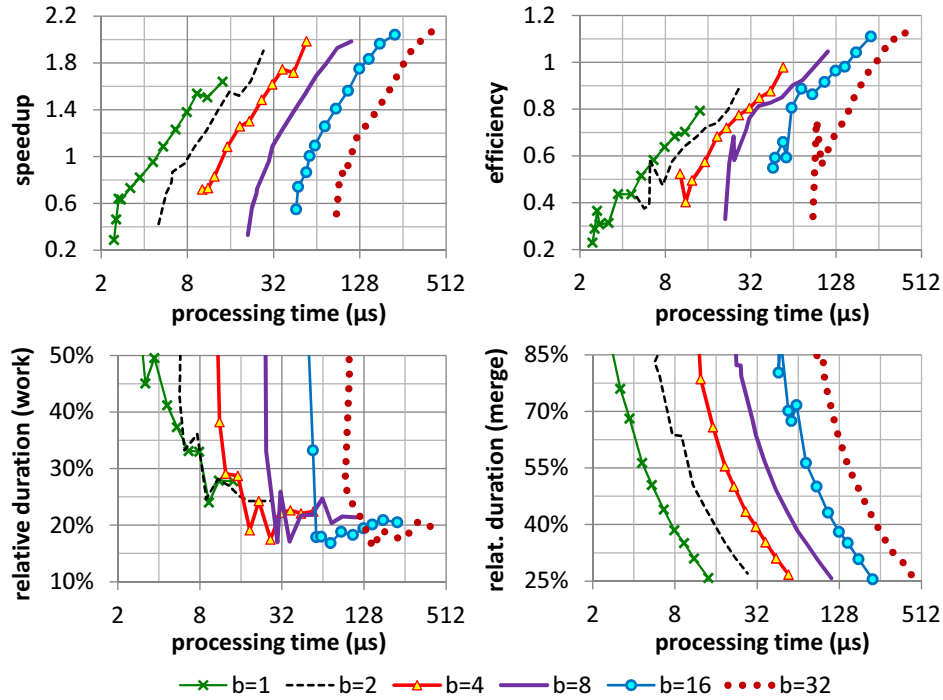 speedup
2.2
1.8
1.4
1
0.6
0.2
2 8 32 128 512
processing time (µs)
efficiency
1.2
1
0.8
0.6
0.4
0.2
2 8 32 128 512
processing time (µs)
relative duration (work)
50%
40%
30%
20%
10%
2 8 32 128 512
processing time (µs)
relat. duration (merge)
85%
70%
55%
40%
25%
2 8 32 128 512
processing time (µs)
b=1 b=2 b=4 b=8 b=16 b=32